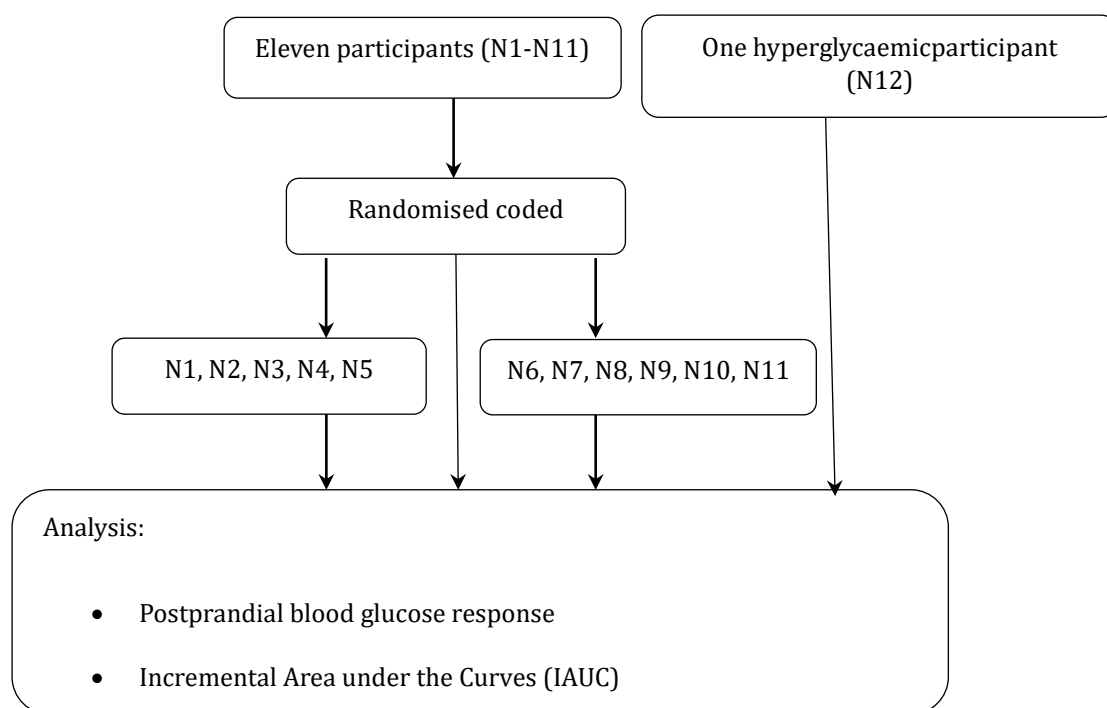 Eleven participants (N1-N11)
One hyperglycaemicparticipant
(N12)
Randomised coded
N1, N2, N3, N4, N5
N6, N7, N8, N9, N10, N11
Analysis:
• Postprandial blood glucose response
• Incremental Area under the Curves (IAUC)